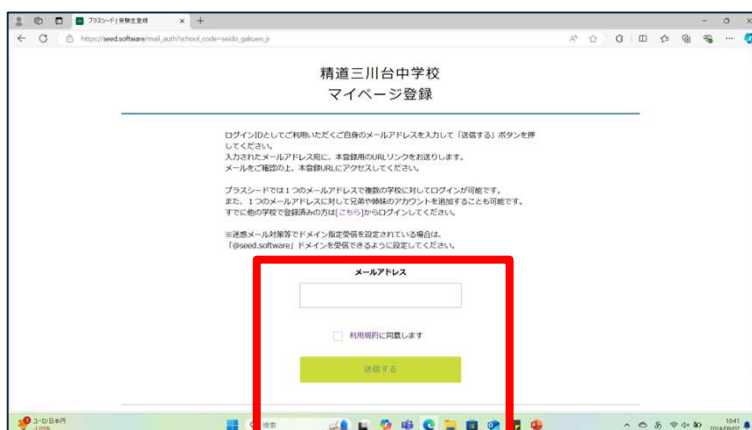 プラスシード | 受験生登録
https://seed.software/mail_auth?school_code=seido_gakuen_jr
精道三川台中学校
マイページ登録
ログインIDとしてご利用いただくご自身のメールアドレスを入力して「送信する」ボタンを押
してください。
入力されたメールアドレス宛に、本登録用のURLリンクをお送りします。
メールをご確認の上、本登録URLにアクセスしてください。
プラスシードでは１つのメールアドレスで複数の学校に対してログインが可能です。
また、１つのメールアドレスに対して兄弟や姉妹のアカウントを追加することも可能です。
すでに他の学校で登録済みの方は[こちら]からログインしてください。
※迷惑メール対策等でドメイン指定受信を設定されている場合は、
「@seed.software」ドメインを受信できるように設定してください。
メールアドレス
利用規約に同意します
送信する
ユーロ/日本円
検索
あ
10:41